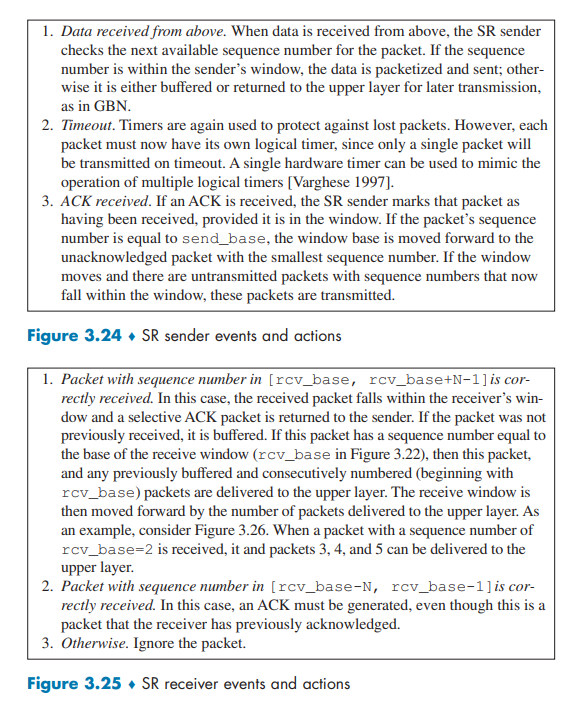 1. Data received from above. When data is received from above, the SR sender
checks the next available sequence number for the packet. If the sequence
number is within the sender's window, the data is packetized and sent; other-
wise it is either buffered or returned to the upper layer for later transmission,
as in GBN.
2. Timeout. Timers are again used to protect against lost packets. However, each
packet must now have its own logical timer, since only a single packet will
be transmitted on timeout. A single hardware timer can be used to mimic the
operation of multiple logical timers [Varghese 1997].
3. ACK received. If an ACK is received, the SR sender marks that packet as
having been received, provided it is in the window. If the packet's sequence
number is equal to send_base, the window base is moved forward to the
unacknowledged packet with the smallest sequence number. If the window
moves and there are untransmitted packets with sequence numbers that now
fall within the window, these packets are transmitted.
Figure 3.24 ♦ SR sender events and actions
1. Packet with sequence number in [rcv_base, rcv_base+N-1] is cor-
rectly received. In this case, the received packet falls within the receiver's win-
dow and a selective ACK packet is returned to the sender. If the packet was not
previously received, it is buffered. If this packet has a sequence number equal to
the base of the receive window (rcv_base in Figure 3.22), then this packet,
and any previously buffered and consecutively numbered (beginning with
rcv_base) packets are delivered to the upper layer. The receive window is
then moved forward by the number of packets delivered to the upper layer. As
an example, consider Figure 3.26. When a packet with a sequence number of
rcv_base=2 is received, it and packets 3, 4, and 5 can be delivered to the
upper layer.
2. Packet with sequence number in [rcv_base-N, rcv_base-1] is cor-
rectly received. In this case, an ACK must be generated, even though this is a
packet that the receiver has previously acknowledged.
3. Otherwise. Ignore the packet.
Figure 3.25 ♦ SR receiver events and actions